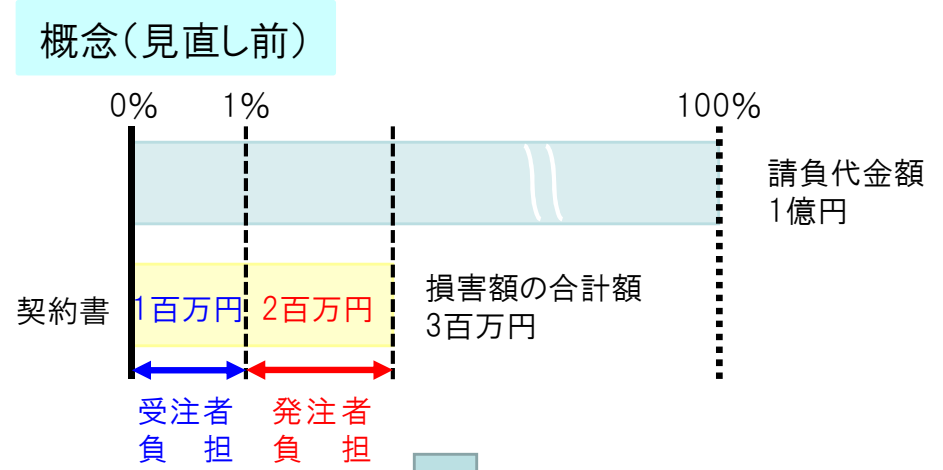 概念（見直し前）
0% 1% 100%
請負代金額
1億円
契約書 1百万円 2百万円 損害額の合計額
3百万円
受注者 発注者
負　担 負　担